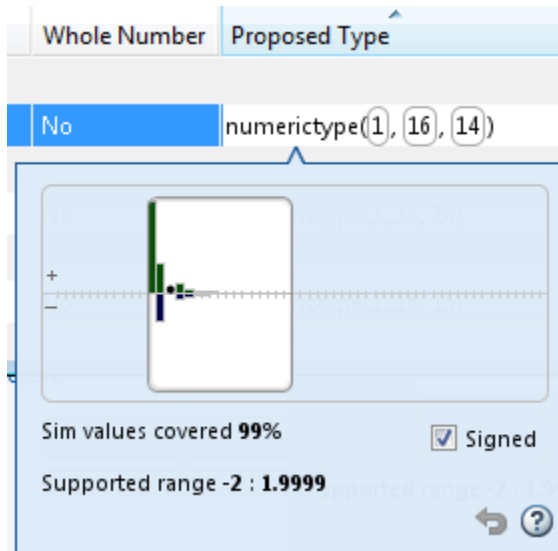 Whole Number Proposed Type
No numerictype(1, 16, 14)
+
−
Sim values covered 99% Signed
Supported range -2 : 1.9999
?